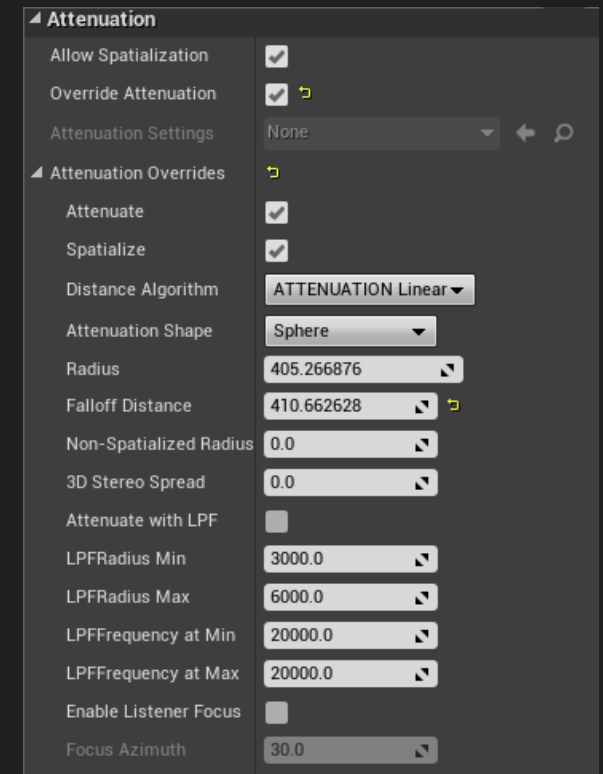 Attenuation
Allow Spatialization
Override Attenuation
Attenuation Settings None
Attenuation Overrides
Attenuate
Spatialize
Distance Algorithm ATTENUATION Linear
Attenuation Shape Sphere
Radius 405.266876
Falloff Distance 410.662628
Non-Spatialized Radius 0.0
3D Stereo Spread 0.0
Attenuate with LPF
LPFRadius Min 3000.0
LPFRadius Max 6000.0
LPFFrequency at Min 20000.0
LPFFrequency at Max 20000.0
Enable Listener Focus
Focus Azimuth 30.0